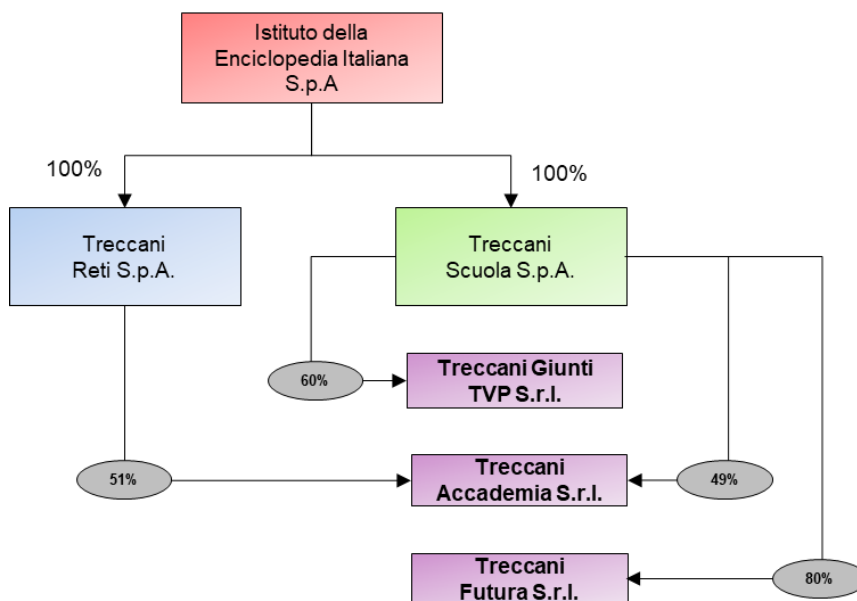 Istituto della
Enciclopedia Italiana
S.p.A
100%
100%
Treccani
Reti S.p.A.
Treccani
Scuola S.p.A.
60%
Treccani Giunti
TVP S.r.l.
51%
Treccani
Accademia S.r.l.
49%
Treccani
Futura S.r.l.
80%